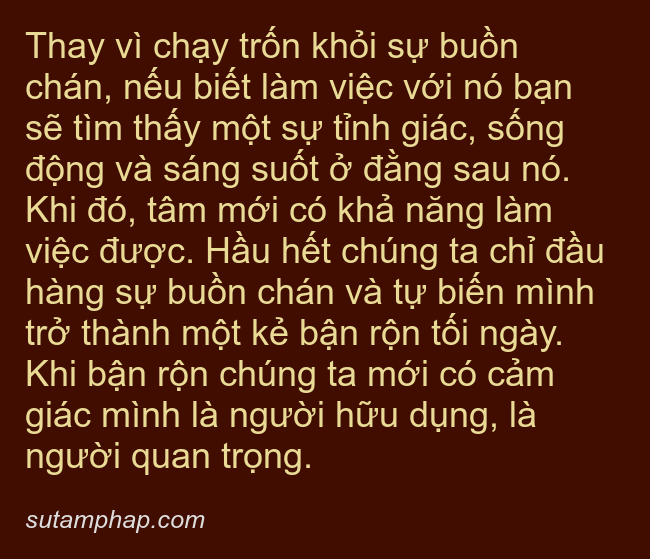 Thay vì chạy trốn khỏi sự buồn
chán, nếu biết làm việc với nó bạn
sẽ tìm thấy một sự tỉnh giác, sống
động và sáng suốt ở đằng sau nó.
Khi đó, tâm mới có khả năng làm
việc được. Hầu hết chúng ta chỉ đầu
hàng sự buồn chán và tự biến mình
trở thành một kẻ bận rộn tối ngày.
Khi bận rộn chúng ta mới có cảm
giác mình là người hữu dụng, là
người quan trọng.
sutamphap.com